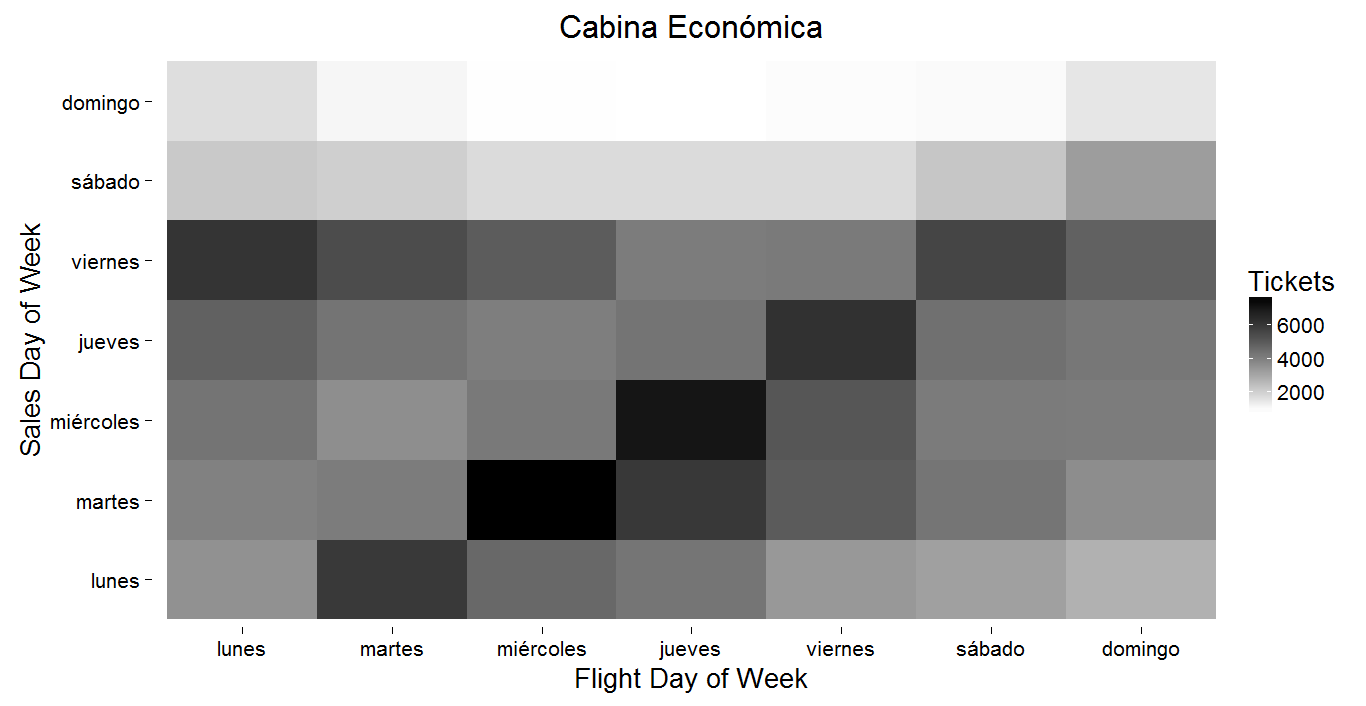 Cabina Económica
Sales Day of Week
domingo
sábado
viernes
jueves
miércoles
martes
lunes
lunes martes miércoles jueves viernes sábado domingo
Flight Day of Week
Tickets
6000
4000
2000